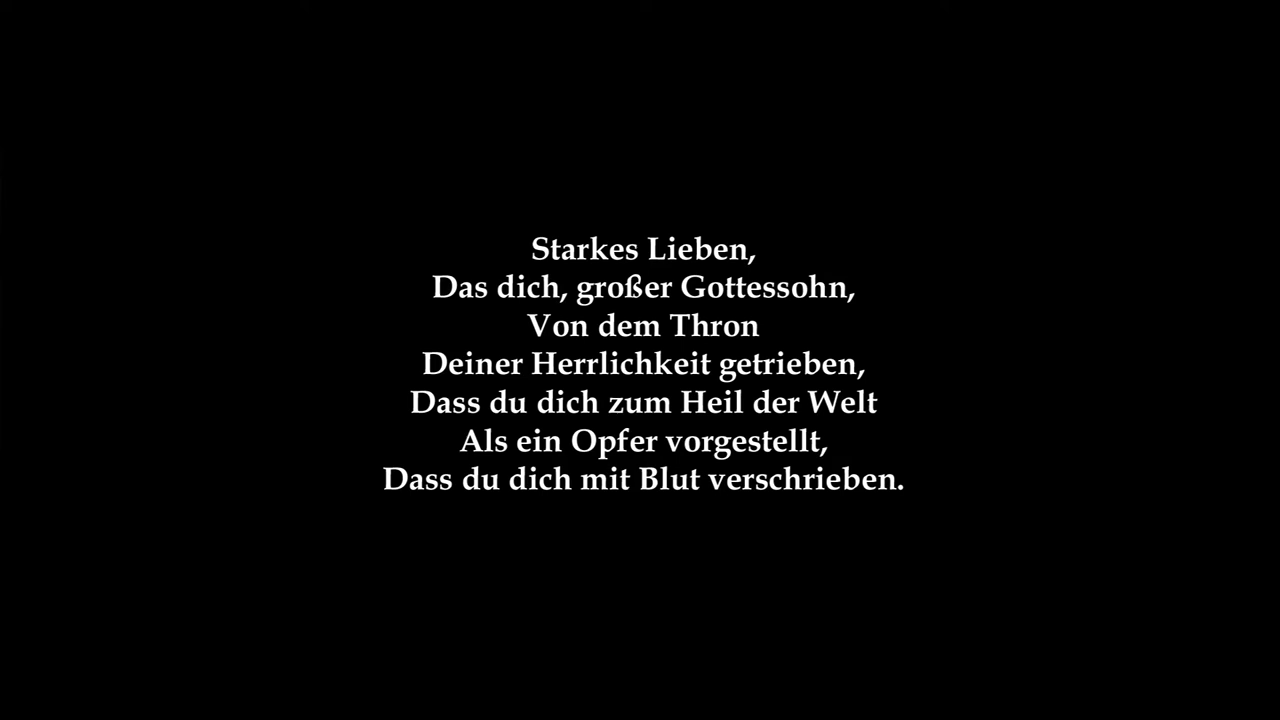 Starkes Lieben,
Das dich, großer Gottessohn,
Von dem Thron
Deiner Herrlichkeit getrieben,
Dass du dich zum Heil der Welt
Als ein Opfer vorgestellt,
Dass du dich mit Blut verschrieben.